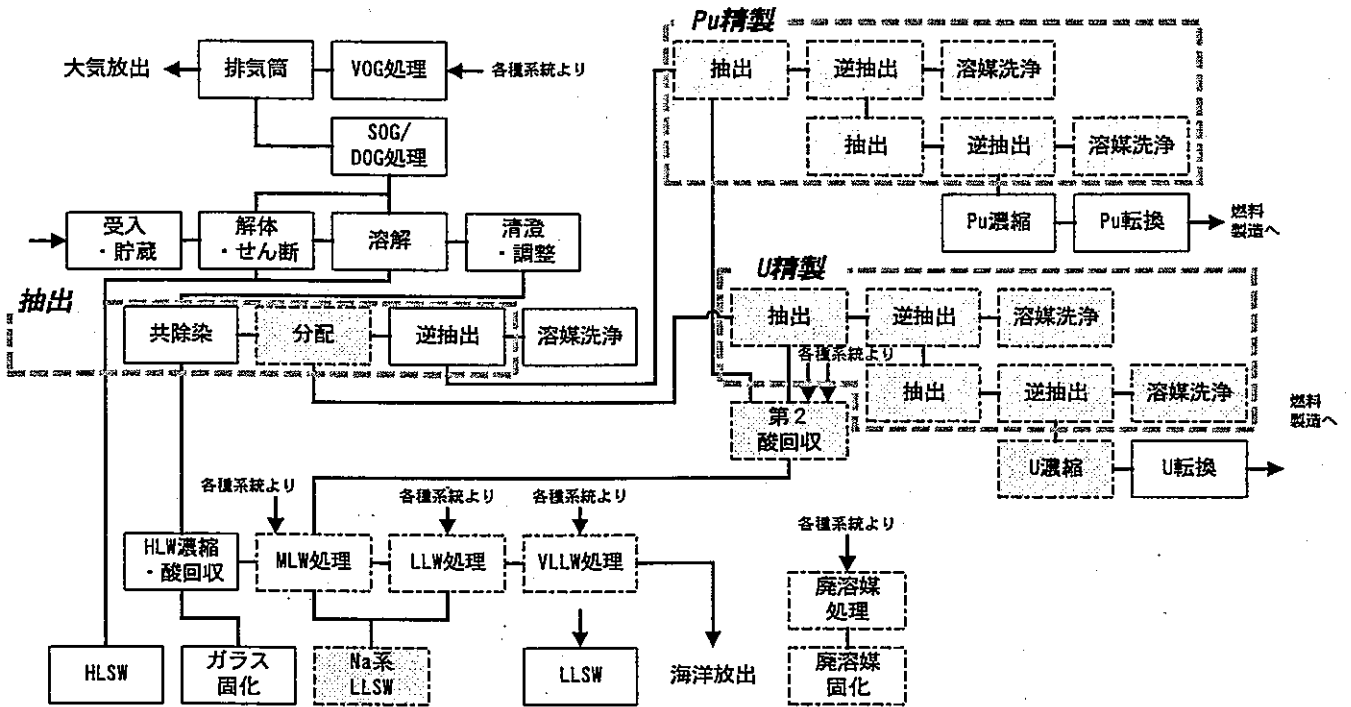 Pu精製
大気放出
排気筒
VOG処理
各種系統より
抽出
逆抽出
溶媒洗浄
SOG/
DOG処理
抽出
逆抽出
溶媒洗浄
受入
・貯蔵
解体
・せん断
溶解
清澄
・調整
Pu濃縮
Pu転換
燃料
製造へ
U精製
抽出
共除染
分配
逆抽出
溶媒洗浄
抽出
逆抽出
溶媒洗浄
各種系統より
抽出
逆抽出
溶媒洗浄
燃料
製造へ
第2
酸回収
U濃縮
U転換
各種系統より
各種系統より
各種系統より
各種系統より
HLW濃縮
・酸回収
MLW処理
LLW処理
VLLW処理
廃溶媒
処理
HLSW
ガラス
固化
Na系
LLSW
LLSW
海洋放出
廃溶媒
固化